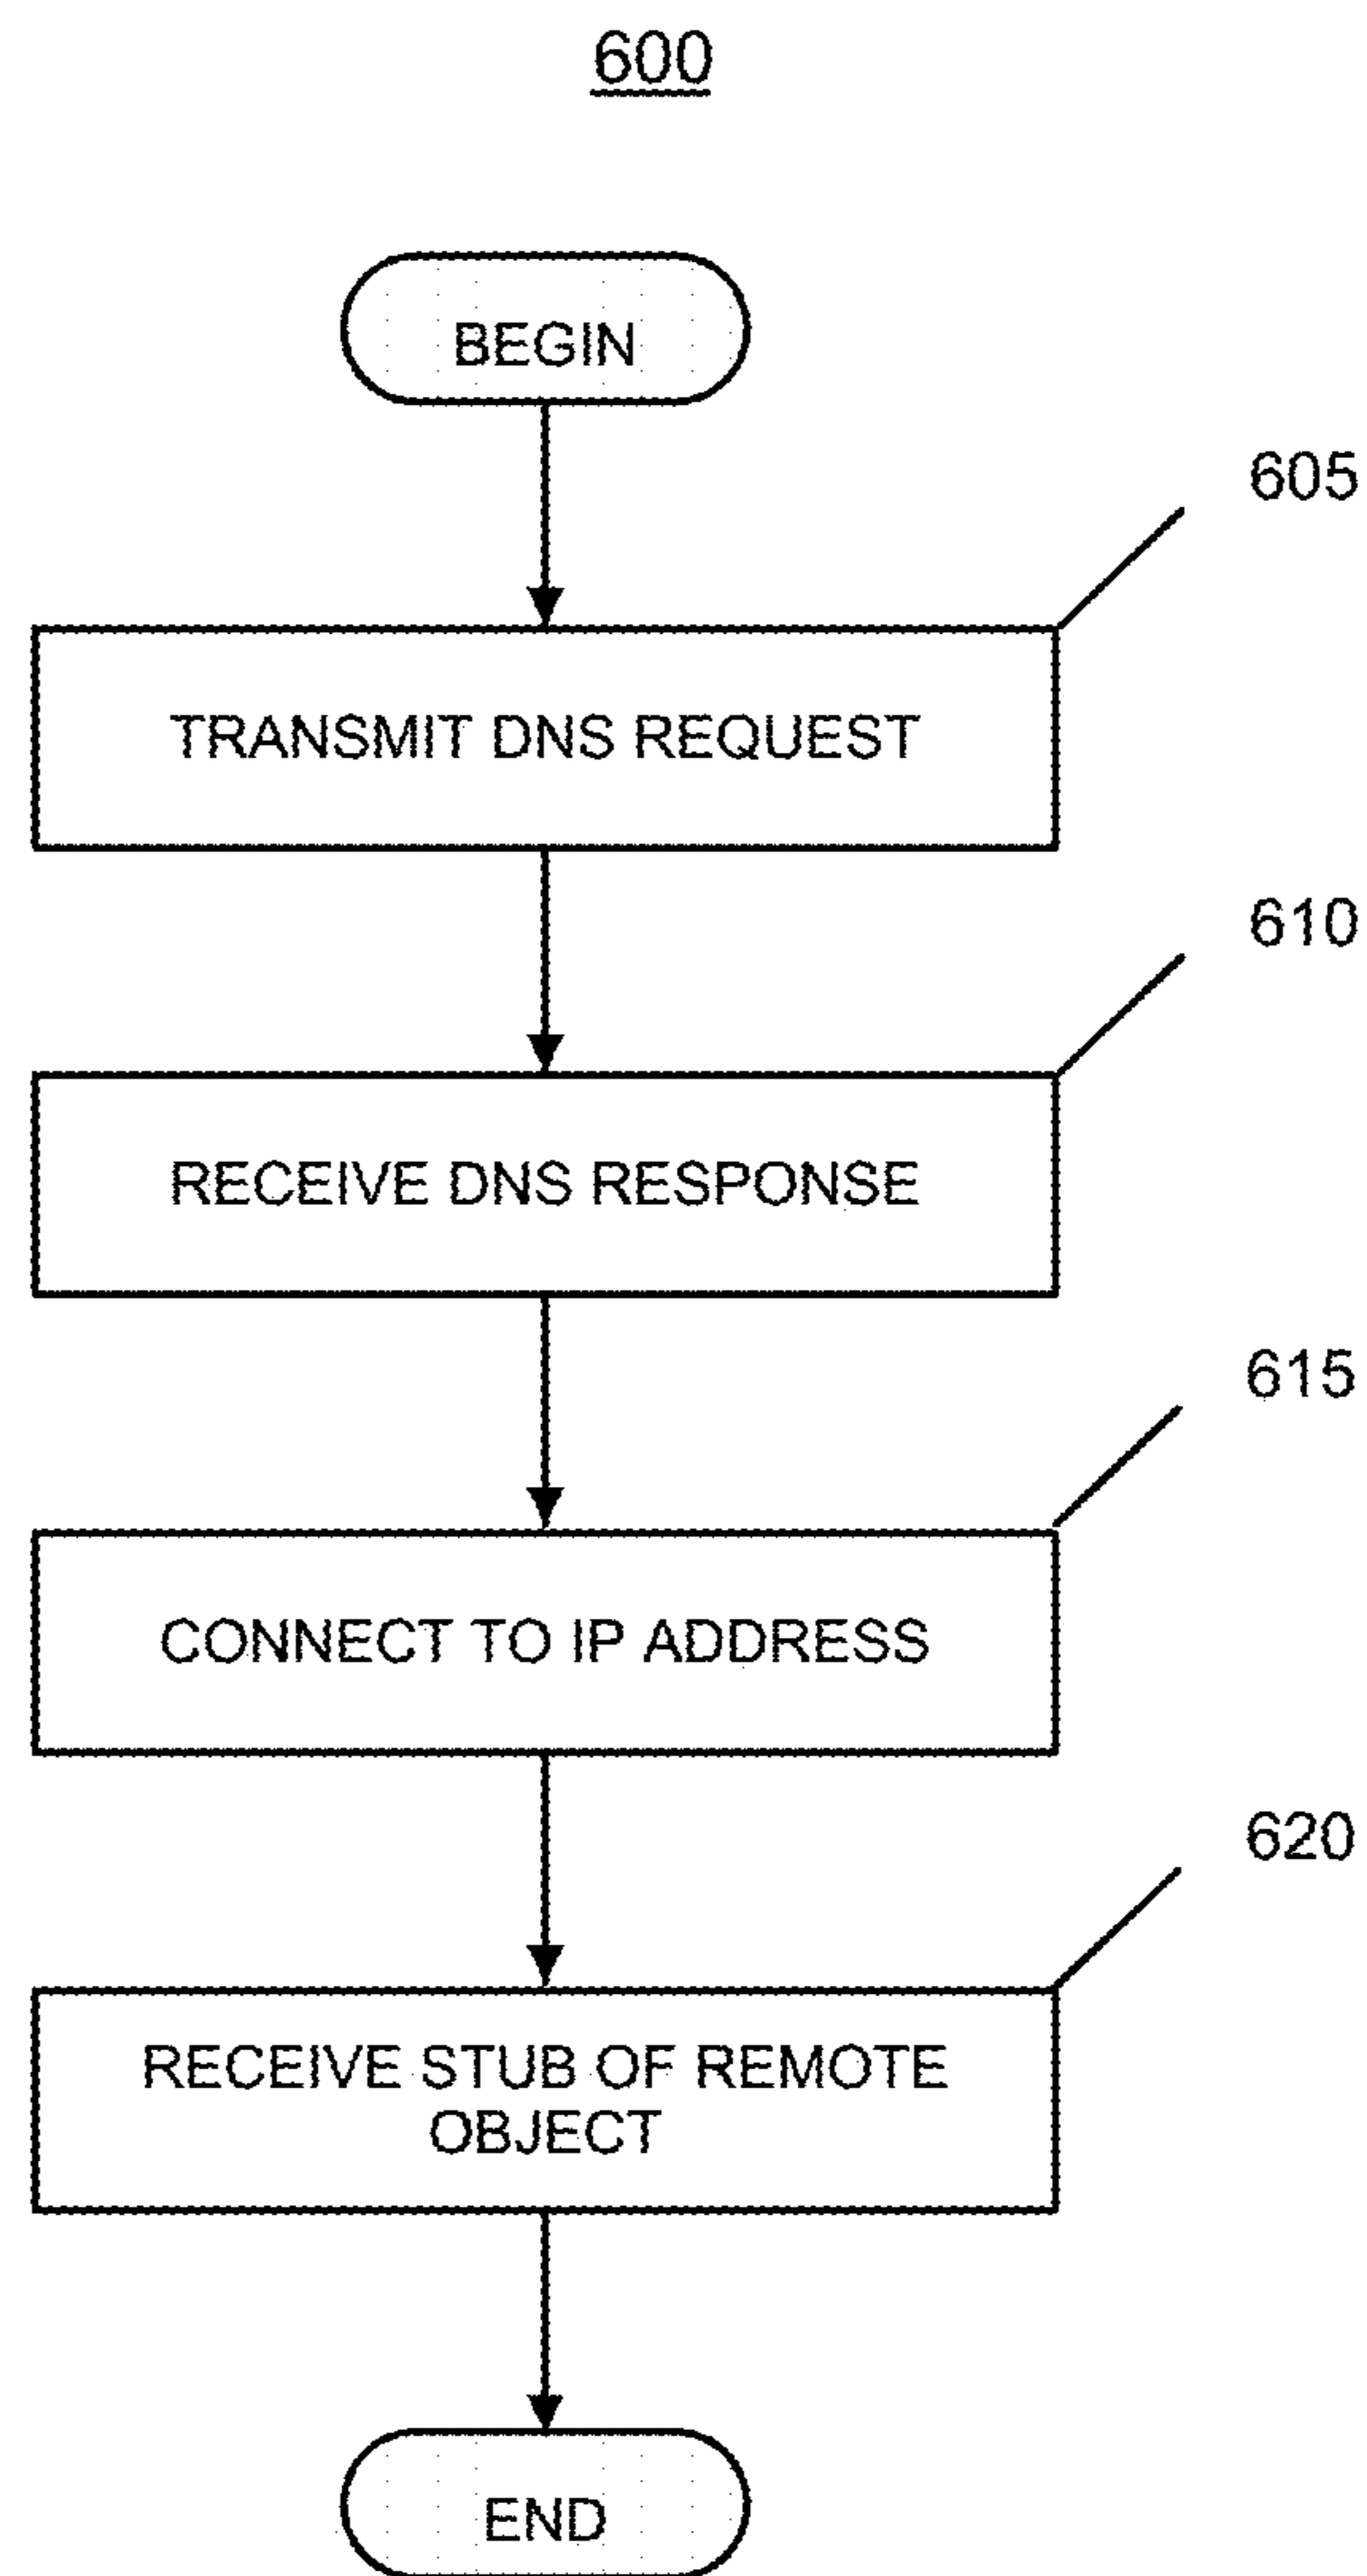 600
BEGIN
605
TRANSMIT DNS REQUEST
610
RECEIVE DNS RESPONSE
615
CONNECT TO IP ADDRESS
620
RECEIVE STUB OF REMOTE
OBJECT
END